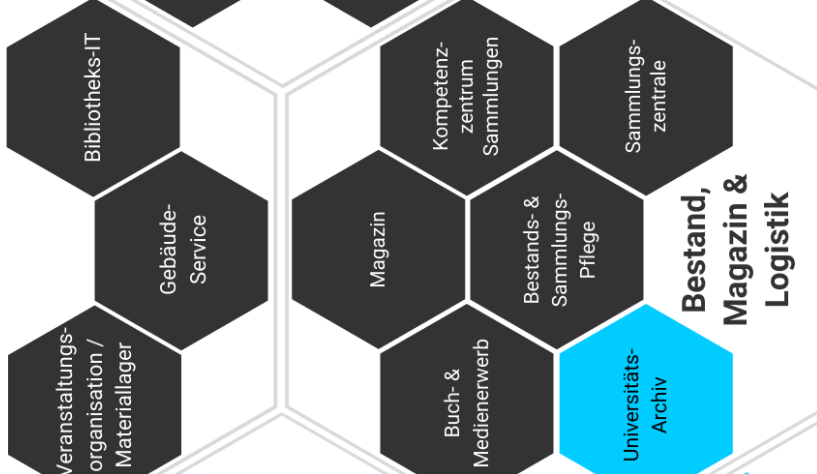 Veranstaltungs-
organisation /
Materiallager
Bibliotheks-IT
Gebäude-
Service
Magazin
Buch- &
Medienerwerb
Kompetenz-
zentrum
Sammlungen
Bestands- &
Sammlungs-
Pflege
Universitäts-
Archiv
Sammlungs-
zentrale
Bestand,
Magazin &
Logistik